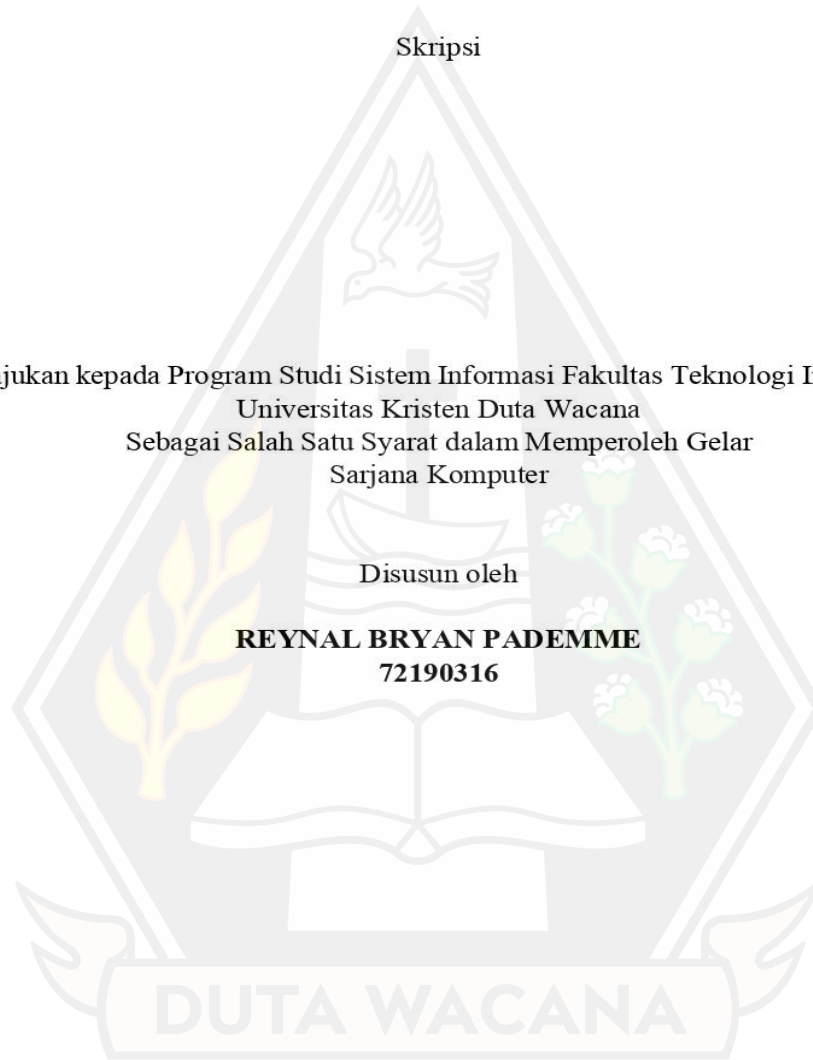 Skripsi
jukan kepada Program Studi Sistem Informasi Fakultas Teknologi I
Universitas Kristen Duta Wacana
Sebagai Salah Satu Syarat dalam Memperoleh Gelar
Sarjana Komputer
Disusun oleh
REYNAL BRYAN PADEMME
72190316
DUTA WACANA